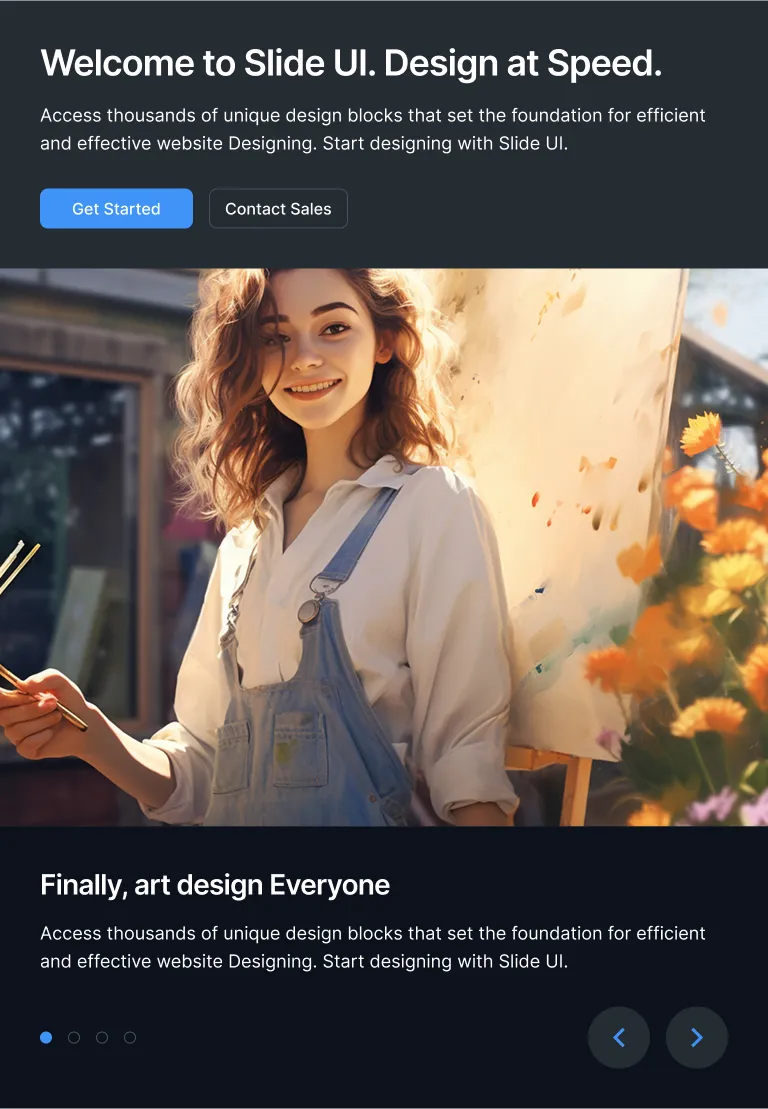 Welcome to Slide UI. Design at Speed.
Access thousands of unique design blocks that set the foundation for efficient
and effective website Designing. Start designing with Slide UI.
Get Started
Contact Sales
Finally, art design Everyone
Access thousands of unique design blocks that set the foundation for efficient
and effective website Designing. Start designing with Slide UI.